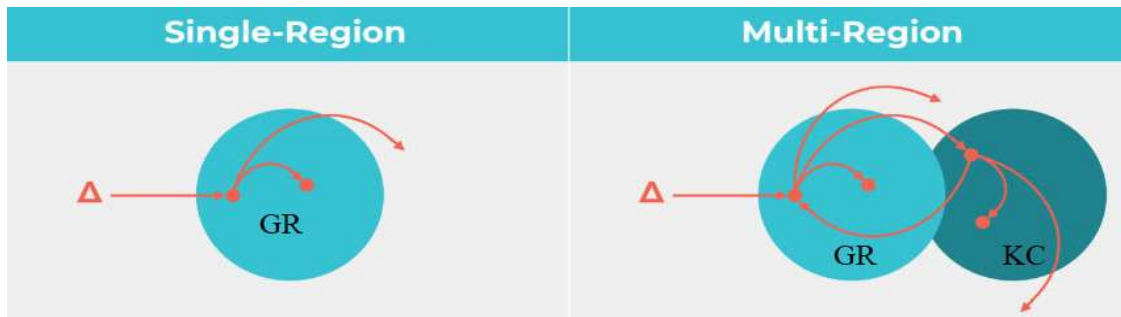 Single-Region
Multi-Region
Δ
GR
Δ
GR
KC